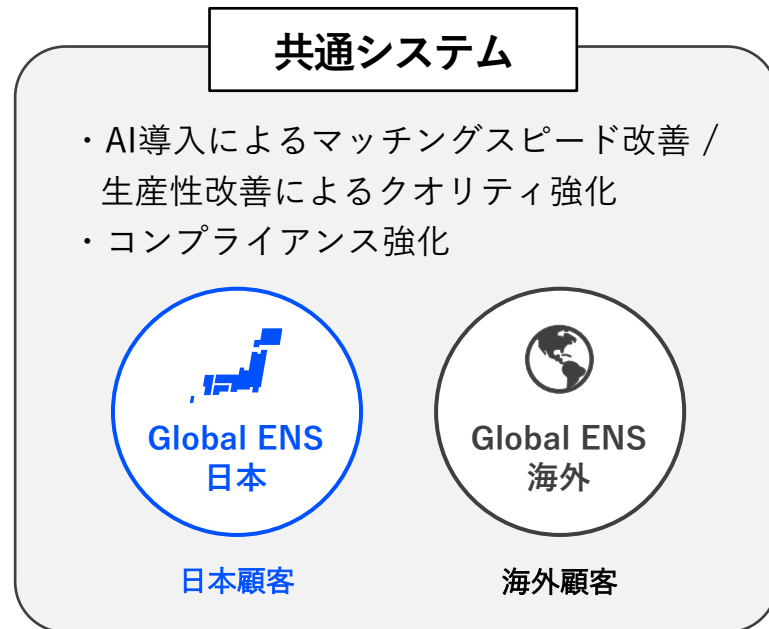 共通システム
・AI導入によるマッチングスピード改善 /
生産性改善によるクオリティ強化
・コンプライアンス強化
Global ENS
日本
Global ENS
海外
日本顧客
海外顧客